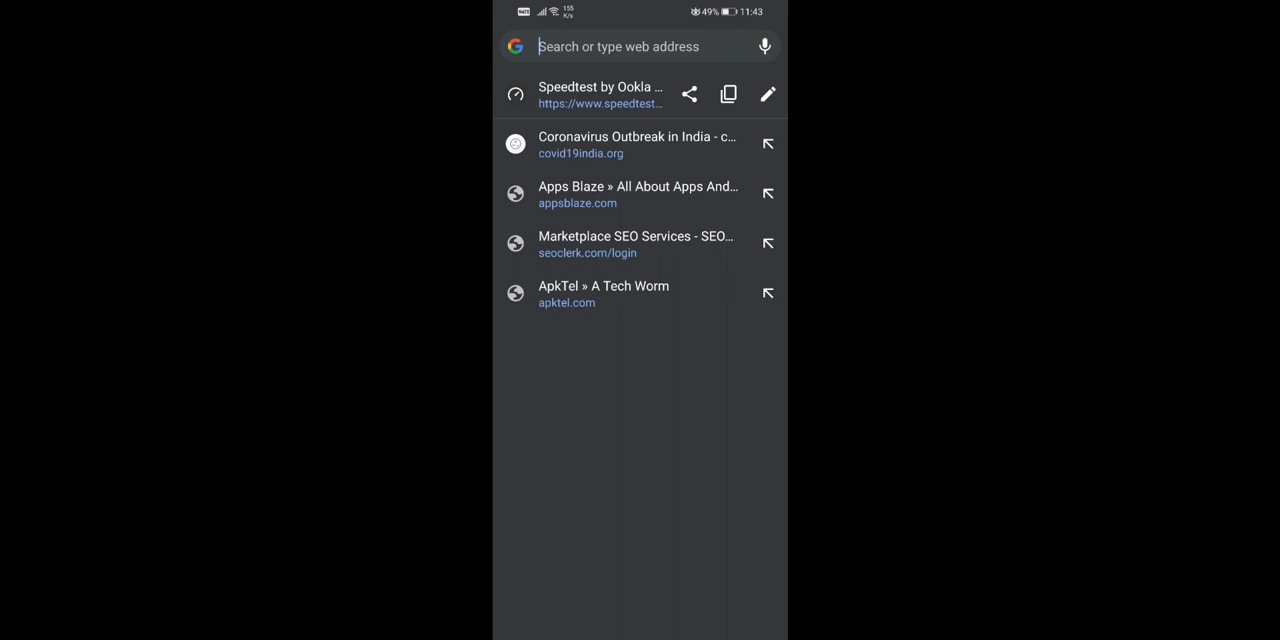 VoLTE 155 K/s 49% 11:43
Search or type web address
Speedtest by Ookla ...
https://www.speedtest...
Coronavirus Outbreak in India - c...
covid19india.org
Apps Blaze » All About Apps And...
appsblaze.com
Marketplace SEO Services - SEO...
seoclerk.com/login
ApkTel » A Tech Worm
apktel.com